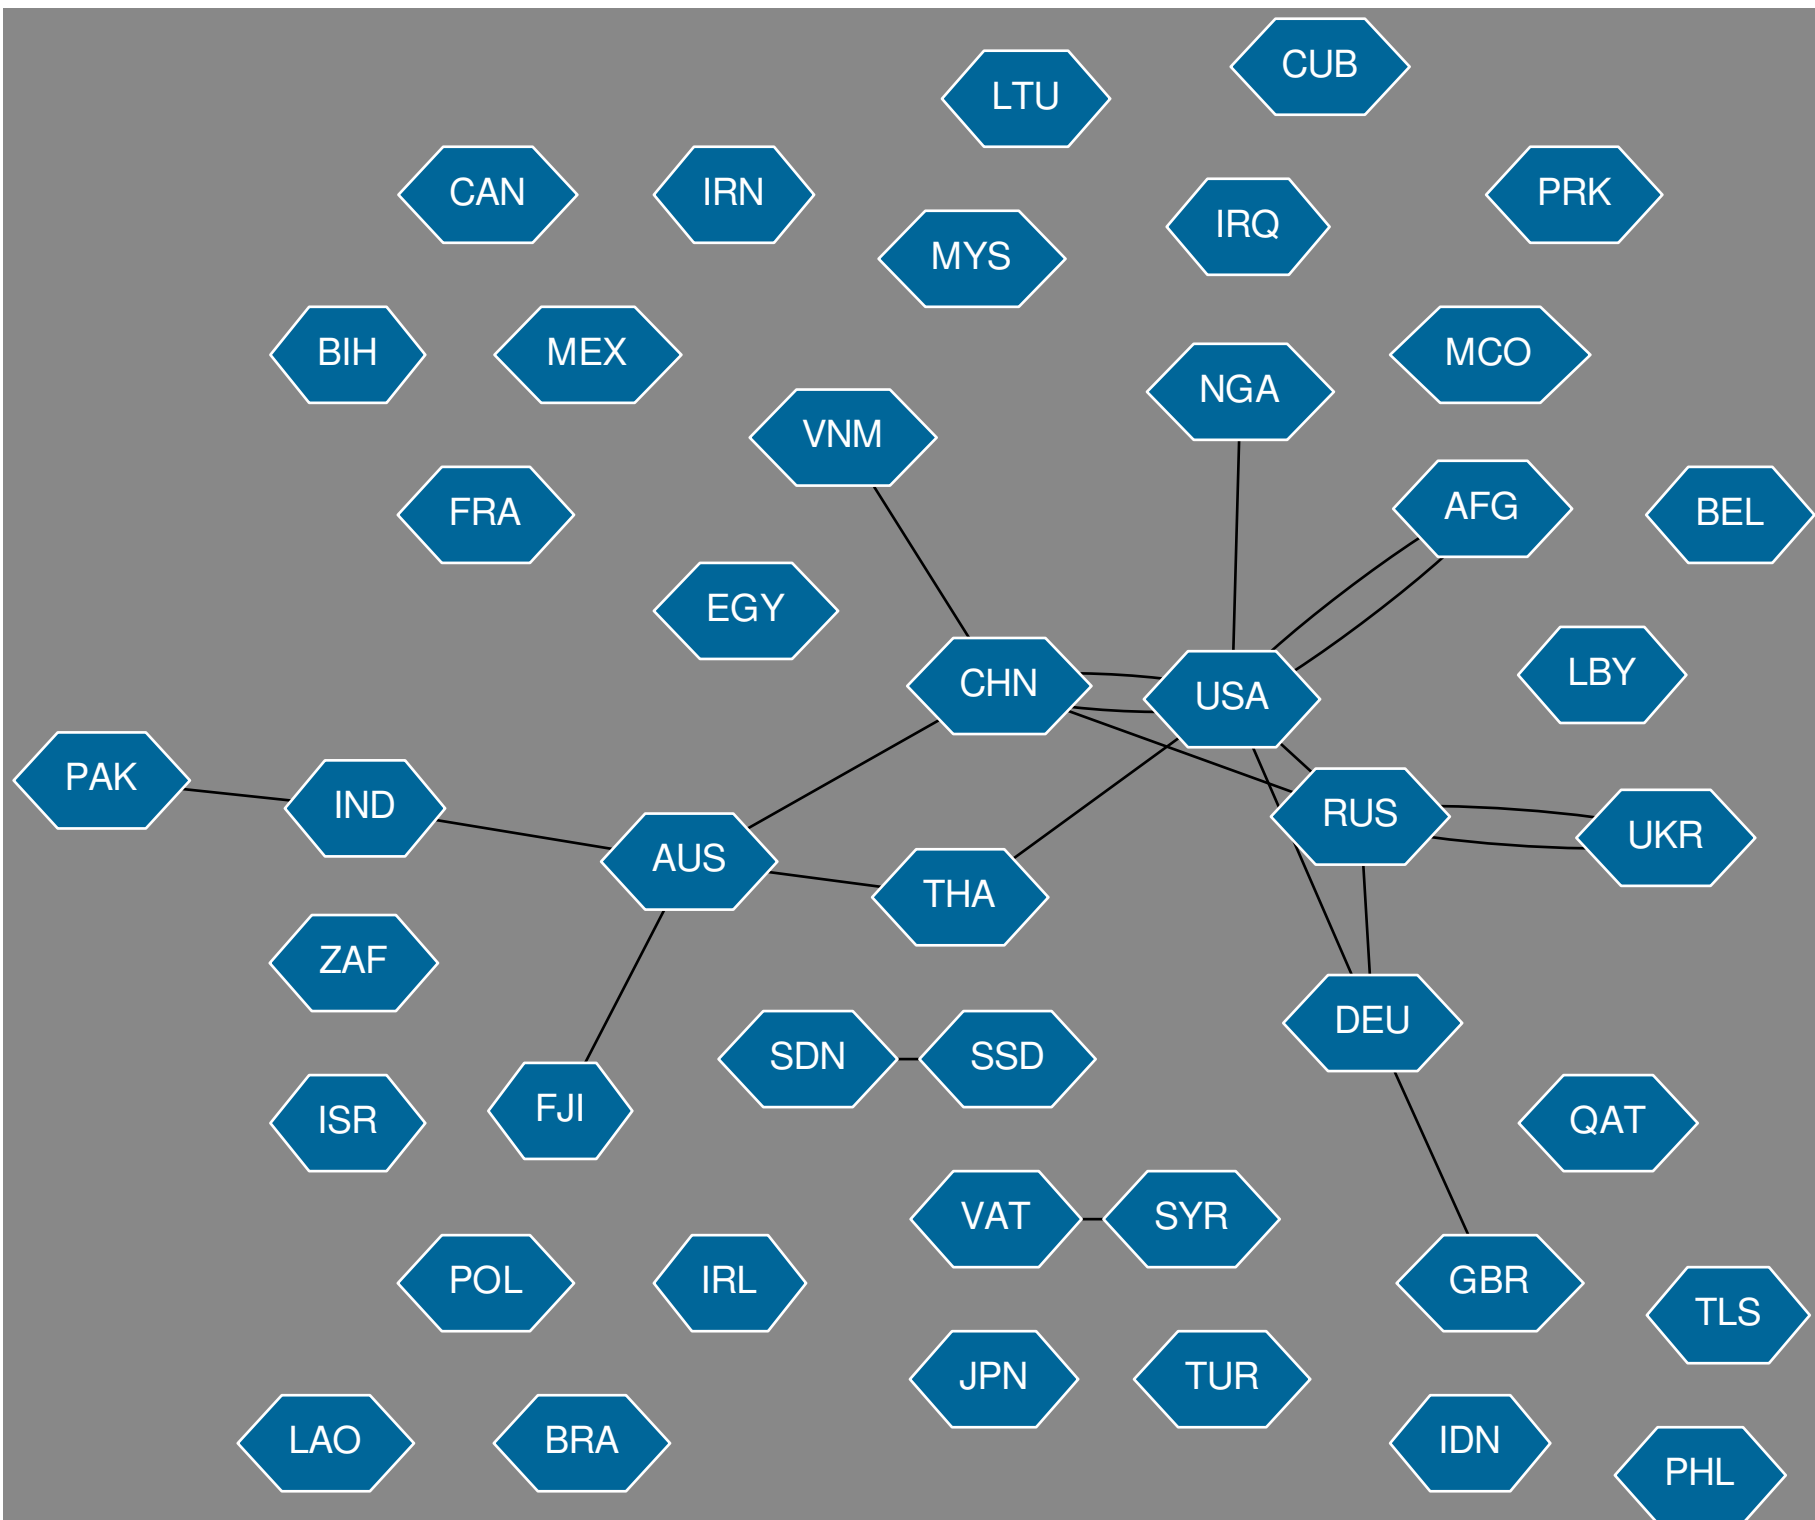 CUB
LTU
CAN
IRN
PRK
IRQ
MYS
BIH
MEX
MCO
NGA
VNM
AFG
FRA
BEL
EGY
LBY
CHN
USA
PAK
IND
RUS
UKR
AUS
THA
ZAF
DEU
SDN
SSD
FJI
ISR
QAT
VAT
SYR
POL
IRL
GBR
TLS
JPN
TUR
LAO
BRA
IDN
PHL